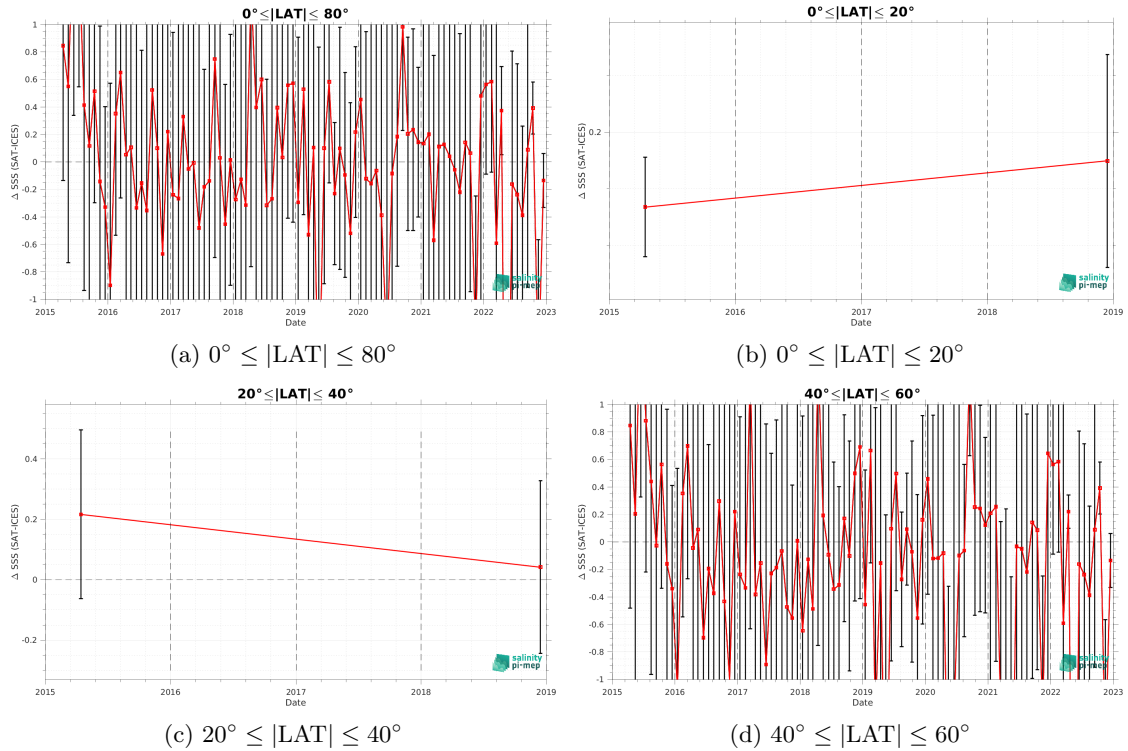 0°≤|LAT|≤ 80°
1
0.8
0.6
0.4
0.2
0
-0.2
-0.4
-0.6
-0.8
-1
Δ SSS (SAT-ICES)
2015 2016 2017 2018 2019 2020 2021 2022 2023
Date
salinity
pi-mep
(a) 0° ≤ |LAT| ≤ 80°
0°≤|LAT|≤ 20°
0.2
Δ SSS (SAT-ICES)
2015 2016 2017 2018 2019
Date
salinity
pi-mep
(b) 0° ≤ |LAT| ≤ 20°
20°≤|LAT|≤ 40°
0.4
0.2
0
-0.2
Δ SSS (SAT-ICES)
2015 2016 2017 2018 2019
Date
salinity
pi-mep
(c) 20° ≤ |LAT| ≤ 40°
40°≤|LAT|≤ 60°
1
0.8
0.6
0.4
0.2
0
-0.2
-0.4
-0.6
-0.8
-1
Δ SSS (SAT-ICES)
2015 2016 2017 2018 2019 2020 2021 2022 2023
Date
salinity
pi-mep
(d) 40° ≤ |LAT| ≤ 60°